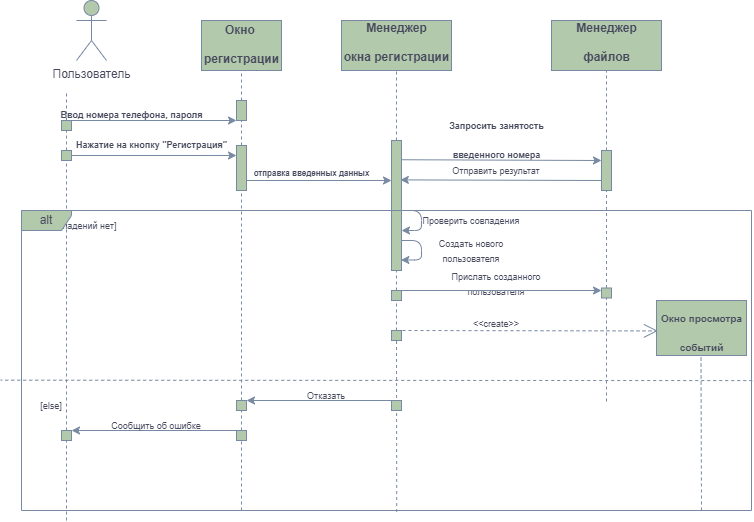 Окно
регистрации
Менеджер
окна регистрации
Менеджер
файлов
Пользователь
Ввод номера телефона, пароля
Запросить занятость
введенного номера
Нажатие на кнопку "Регистрация"
отправка введенных данных
Отправить результат
alt
падений нет]
Проверить совпадения
Создать нового
пользователя
Прислать созданного
пользователя
<<create>>
Окно просмотра
событий
[else]
Отказать
Сообщить об ошибке